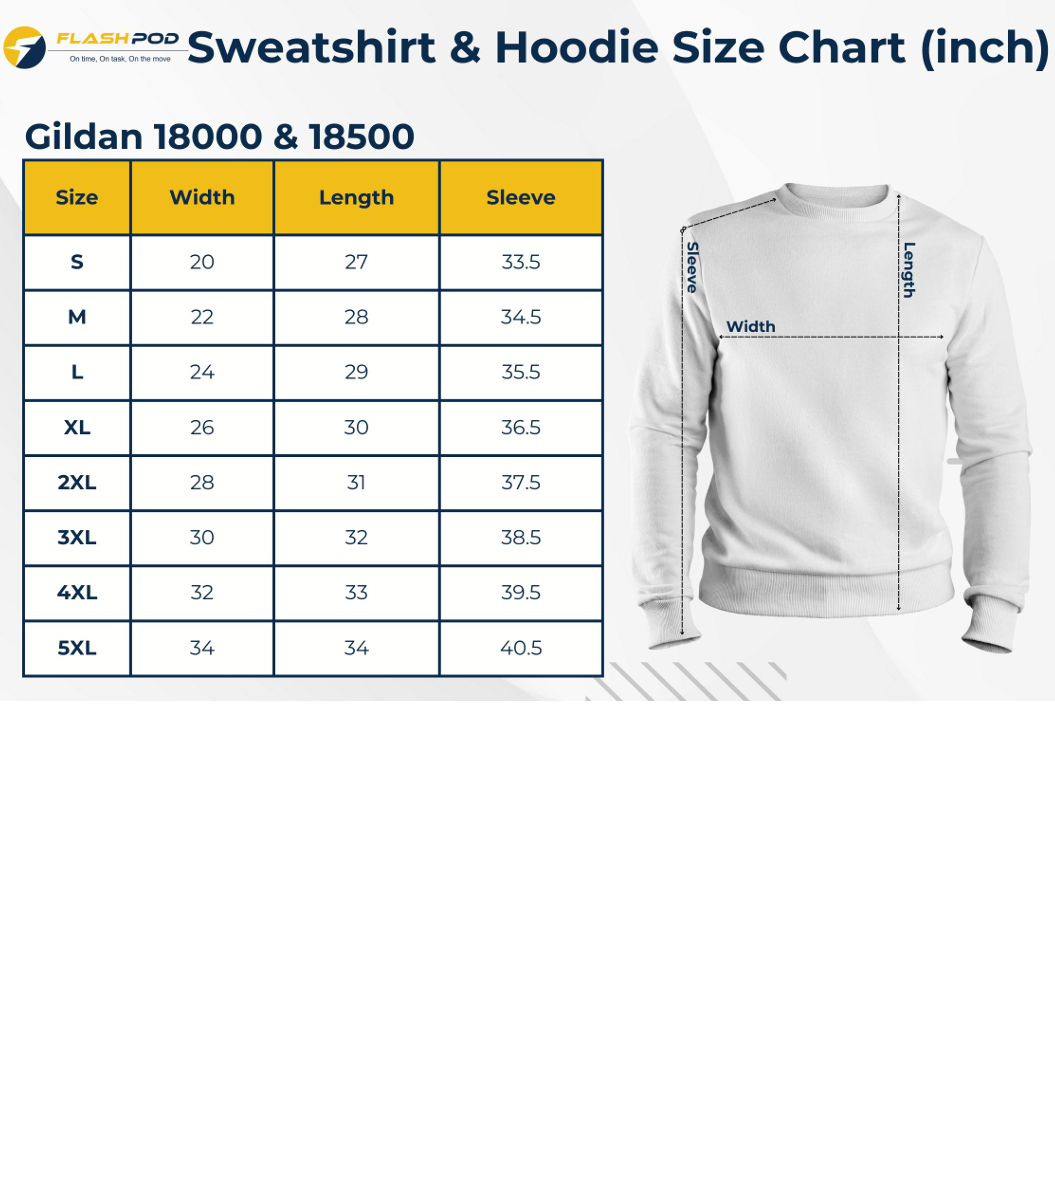 FLASHPOD
On time, On task, On the move
Sweatshirt & Hoodie Size Chart (inch)
Gildan 18000 & 18500
Size Width Length Sleeve
S 20 27 33.5
M 22 28 34.5
L 24 29 35.5
XL 26 30 36.5
2XL 28 31 37.5
3XL 30 32 38.5
4XL 32 33 39.5
5XL 34 34 40.5
Sleeve
Length
Width